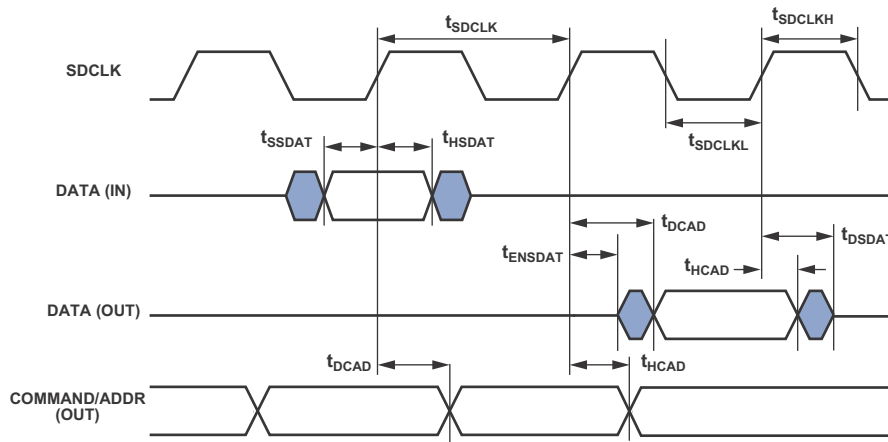 tSDCLK
tSDCLKH
SDCLK
tSSDAT
tHSDAT
tSDCLKL
DATA (IN)
tDCAD
tDSDAT
tENSDAT
tHCAD
DATA (OUT)
tDCAD
tHCAD
COMMAND/ADDR
(OUT)